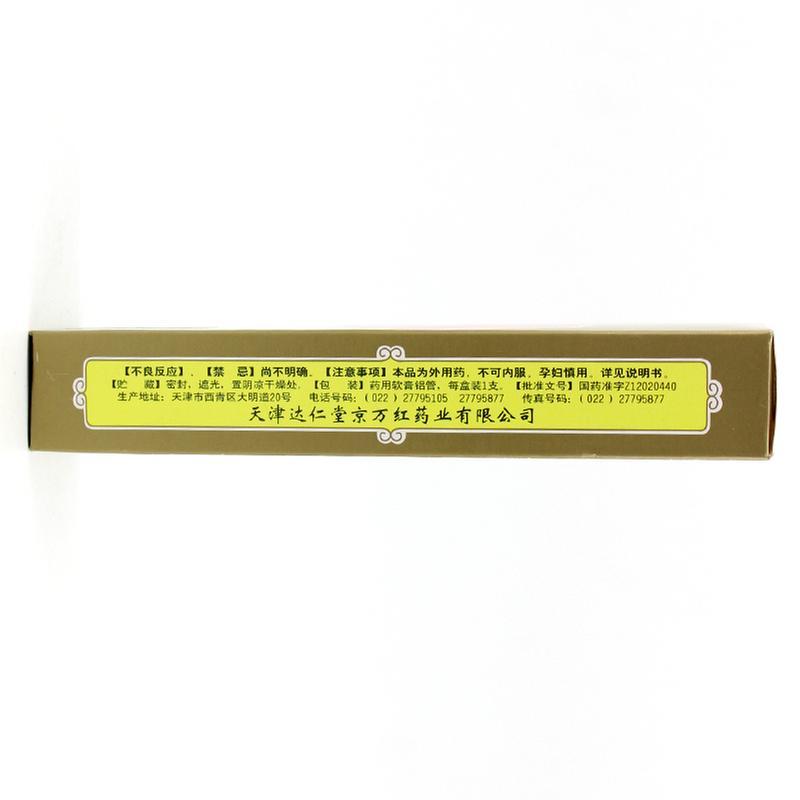 【不良反应】、【禁 忌】尚不明确。【注意事项】本品为外用药，不可内服，孕妇慎用。详见说明书。
【贮 藏】密封，遮光，置阴凉干燥处。【包 装】药用软膏铝管，每盒装1支。【批准文号】国药准字Z12020440
生产地址：天津市西青区大明道20号 电话号码：（022）27795105 27795877 传真号码：（022）27795877
天津达仁堂京万红药业有限公司